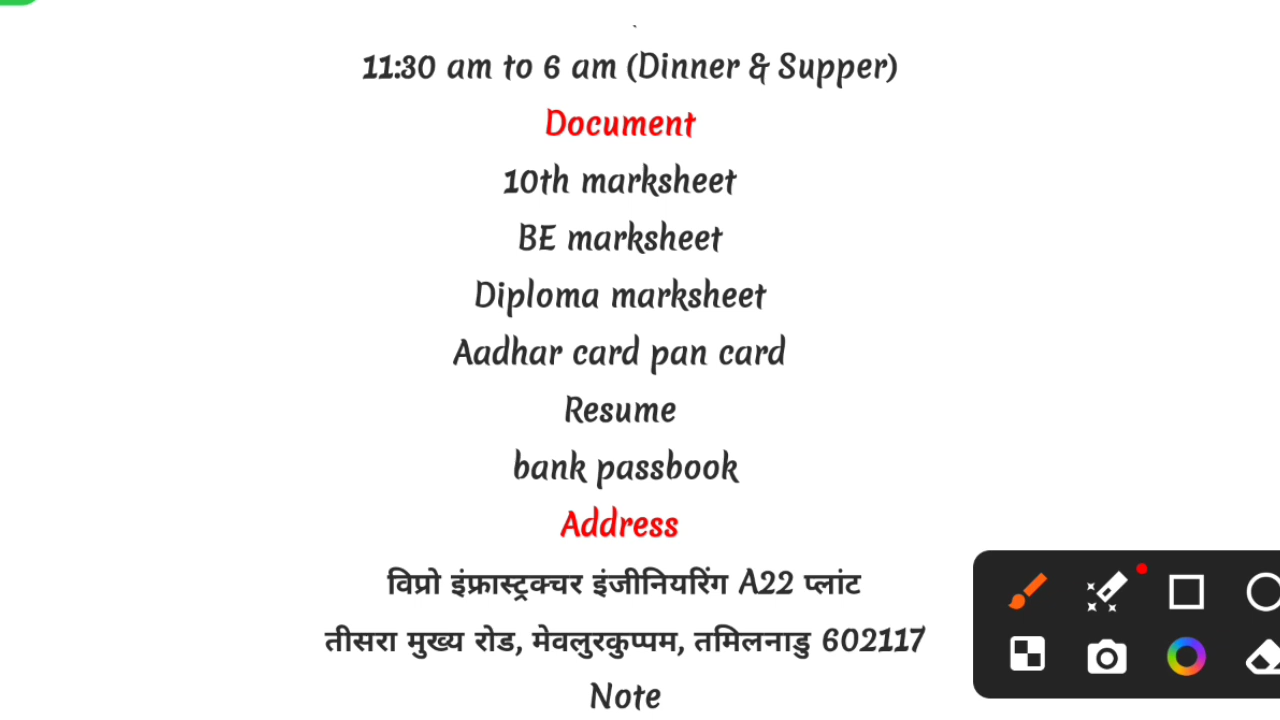 11:30 am to 6 am (Dinner & Supper)
Document
10th marksheet
BE marksheet
Diploma marksheet
Aadhar card pan card
Resume
bank passbook
Address
विप्रो इंफ्रास्ट्रक्चर इंजीनियरिंग A22 प्लांट
तीसरा मुख्य रोड, मेवलुरकुप्पम, तमिलनाडु 602117
Note